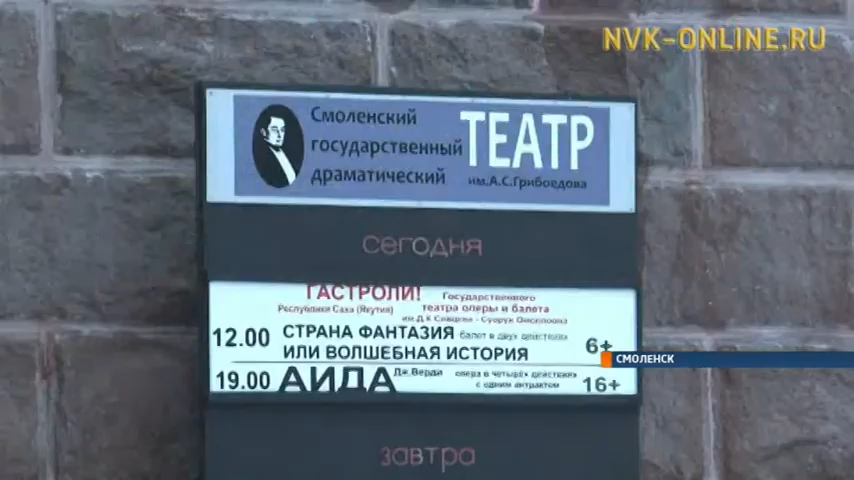 NVK-ONLINE.RU
Смоленский
государственный
драматический
ТЕАТР
им.А.С.Грибоедова
сегодня
ГАСТРОЛИ! Государственного
Республики Саха (Якутия) театра оперы и балета
им.Д.К.Сивцева - Суорун Омоллоона
12.00 СТРАНА ФАНТАЗИЯ балет в двух действиях
ИЛИ ВОЛШЕБНАЯ ИСТОРИЯ 6+
19.00 АИДА Дж.Верди опера в четырёх действиях
с одним антрактом 16+
СМОЛЕНСК
завтра